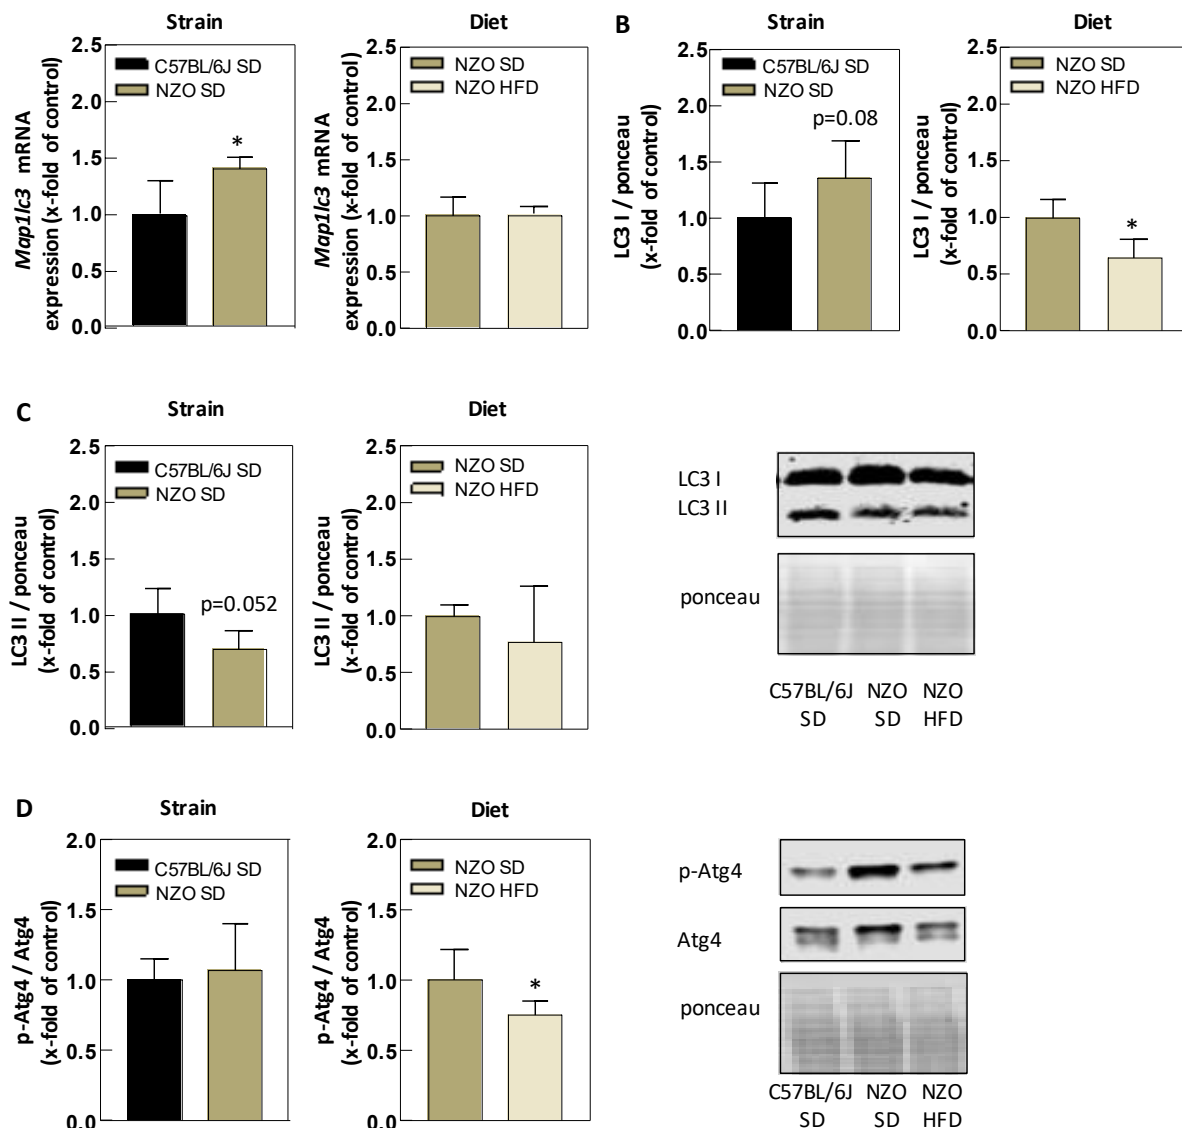 Strain
Diet
B
Strain
Diet
Map1lc3 mRNA
expression (x-fold of control)
2.5
2.0
1.5
1.0
0.5
0.0
C57BL/6J SD
NZO SD
*
Map1lc3 mRNA
expression (x-fold of control)
2.5
2.0
1.5
1.0
0.5
0.0
NZO SD
NZO HFD
LC3 I / ponceau
(x-fold of control)
2.5
2.0
1.5
1.0
0.5
0.0
C57BL/6J SD
NZO SD
p=0.08
LC3 I / ponceau
(x-fold of control)
2.5
2.0
1.5
1.0
0.5
0.0
NZO SD
NZO HFD
*
C
Strain
Diet
LC3 II / ponceau
(x-fold of control)
2.5
2.0
1.5
1.0
0.5
0.0
C57BL/6J SD
NZO SD
p=0.052
LC3 II / ponceau
(x-fold of control)
2.5
2.0
1.5
1.0
0.5
0.0
NZO SD
NZO HFD
LC3 I
LC3 II
ponceau
C57BL/6J NZO NZO
SD SD HFD
D
Strain
Diet
p-Atg4 / Atg4
(x-fold of control)
2.0
1.5
1.0
0.5
0.0
C57BL/6J SD
NZO SD
p-Atg4 / Atg4
(x-fold of control)
2.0
1.5
1.0
0.5
0.0
NZO SD
NZO HFD
*
p-Atg4
Atg4
ponceau
C57BL/6J NZO NZO
SD SD HFD